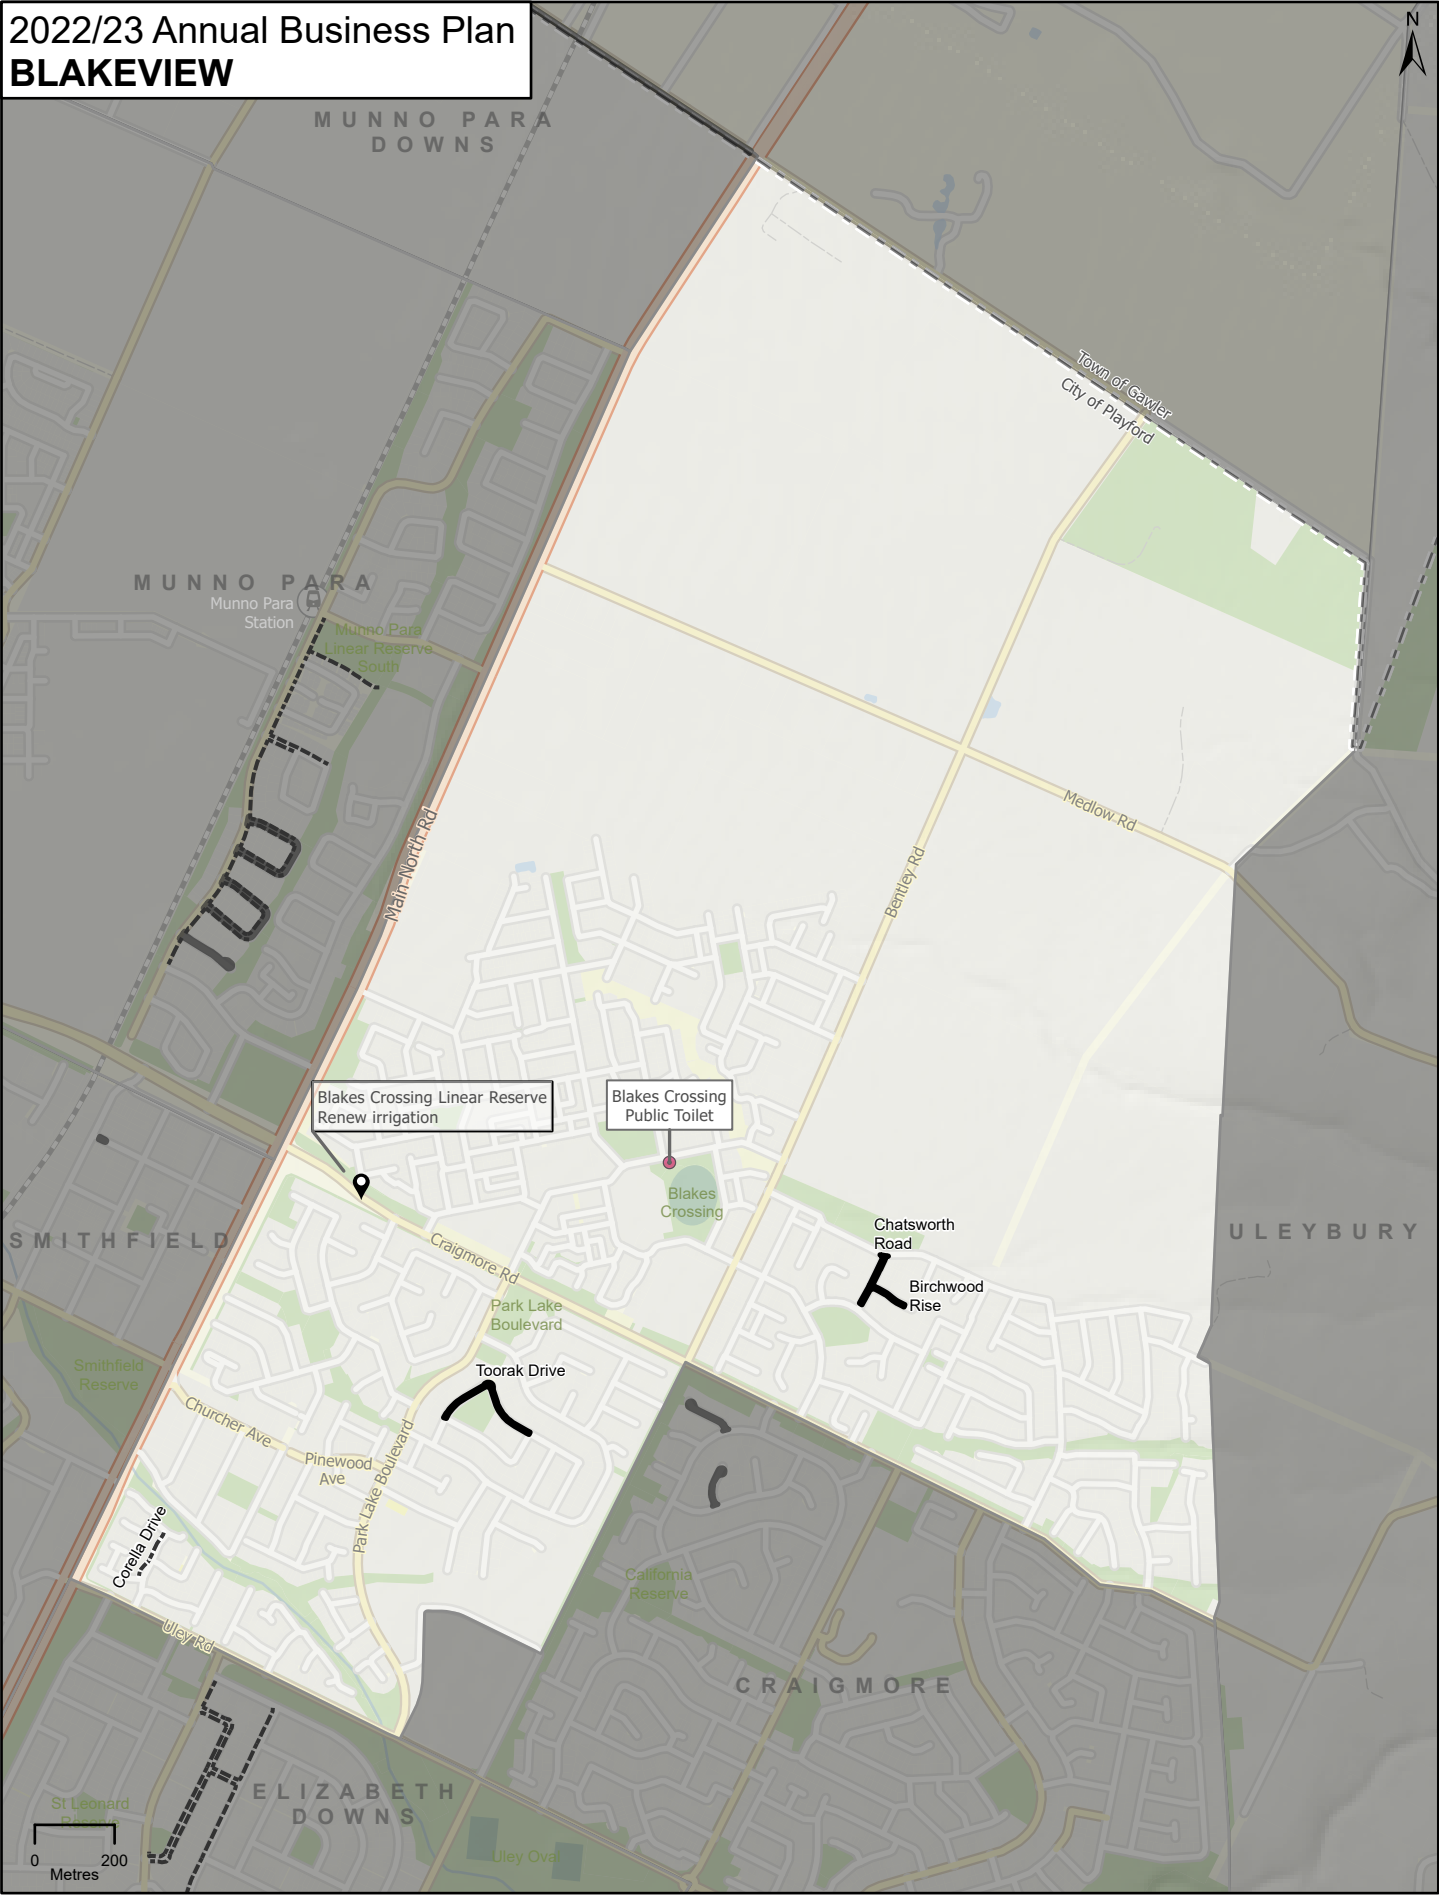 2022/23 Annual Business Plan
BLAKEVIEW
N
MUNNO PARA
DOWNS
Town of Gawler
City of Playford
MUNNO PARA
Munno Para
Station
Munno Para
Linear Reserve
South
Medlow Rd
Main North Rd
Bentley Rd
Blakes Crossing Linear Reserve
Renew irrigation
Blakes Crossing
Public Toilet
Blakes
Crossing
SMITHFIELD
Craigmore Rd
Chatsworth
Road
ULEYBURY
Birchwood
Rise
Park Lake
Boulevard
Smithfield
Reserve
Toorak Drive
Churcher Ave
Pinewood
Ave
Park Lake Boulevard
Corella Drive
California
Reserve
Uley Rd
CRAIGMORE
ELIZABETH
DOWNS
St Leonard
Reserve
Uley Oval
0 200
Metres